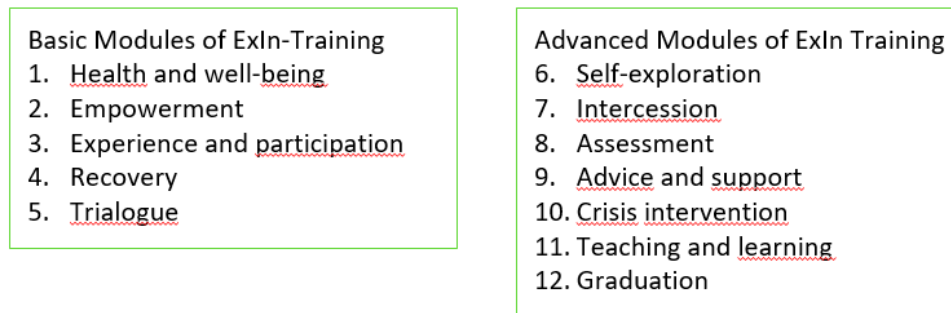 Basic Modules of ExIn-Training
1. Health and well-being
2. Empowerment
3. Experience and participation
4. Recovery
5. Trialogue
Advanced Modules of ExIn Training
6. Self-exploration
7. Intercession
8. Assessment
9. Advice and support
10. Crisis intervention
11. Teaching and learning
12. Graduation